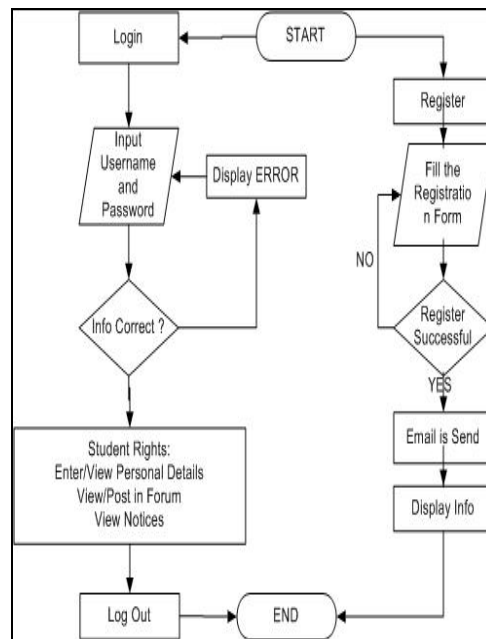 Login
START
Register
Input
Username
and
Password
Display ERROR
Fill the
Registratio
n Form
NO
Info Correct ?
Register
Successful
YES
Student Rights:
Enter/View Personal Details
View/Post in Forum
View Notices
Email is Send
Display Info
Log Out
END